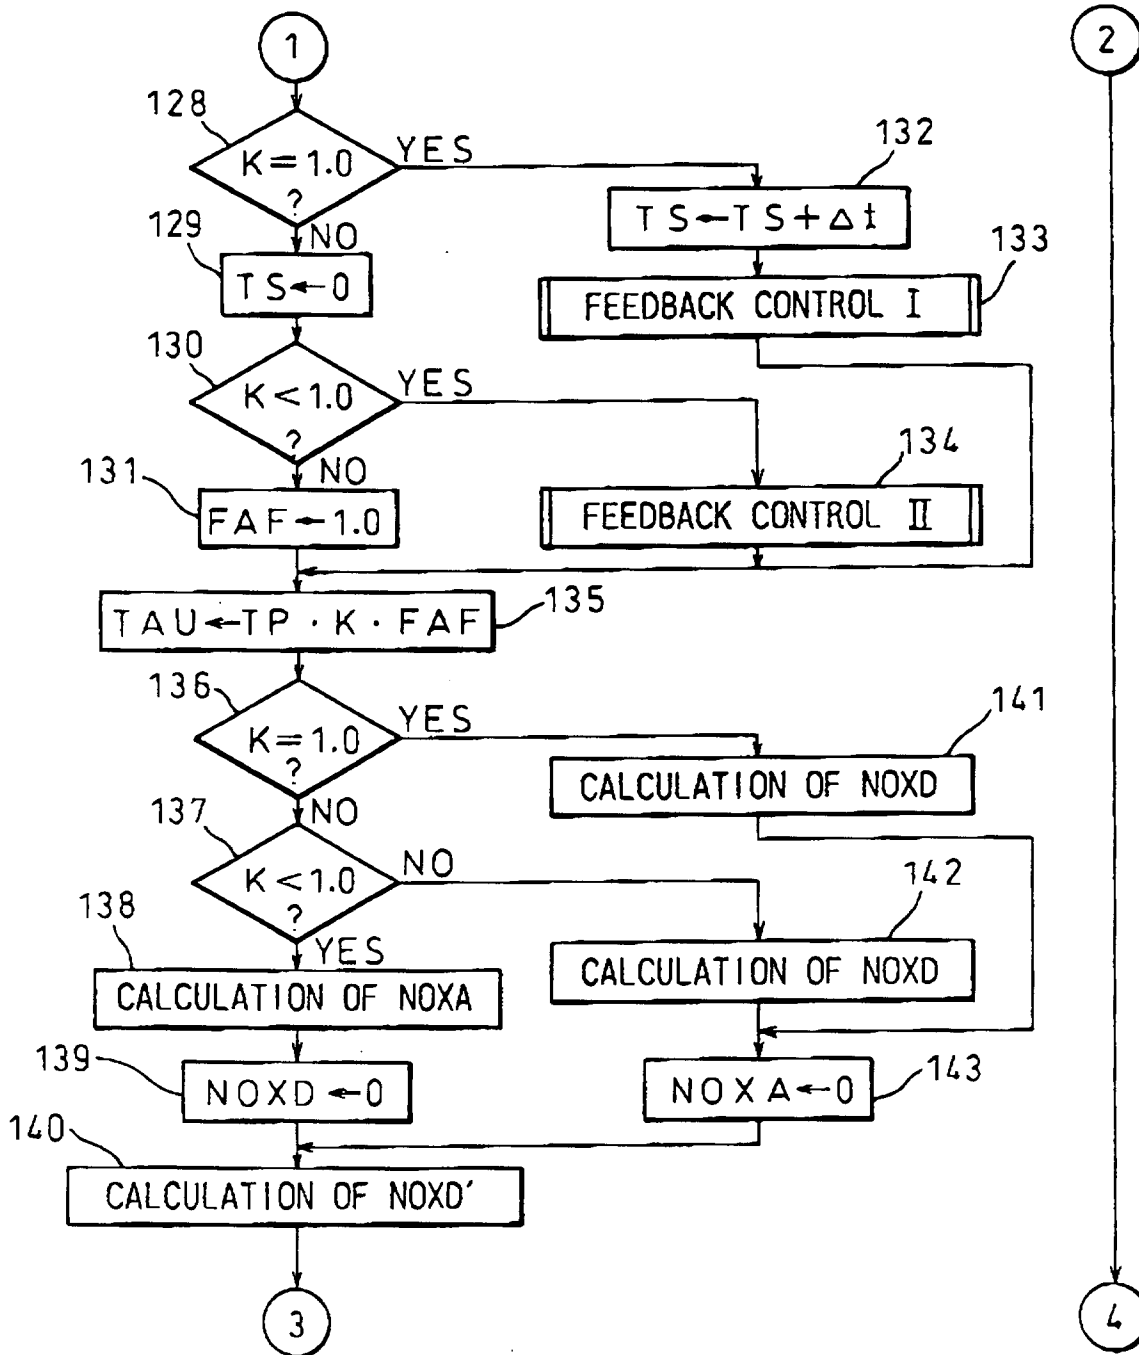 1
2
128
K = 1.0
?
YES
NO
132
TS←TS+Δt
129
TS←0
133
FEEDBACK CONTROL I
130
K < 1.0
?
YES
NO
134
FEEDBACK CONTROL II
131
FAF←1.0
TAU←TP · K · FAF
135
136
K = 1.0
?
YES
NO
141
CALCULATION OF NOXD
137
K < 1.0
?
NO
YES
142
CALCULATION OF NOXD
138
CALCULATION OF NOXA
139
NOXD ←0
NOXA←0
143
140
CALCULATION OF NOXD'
3
4